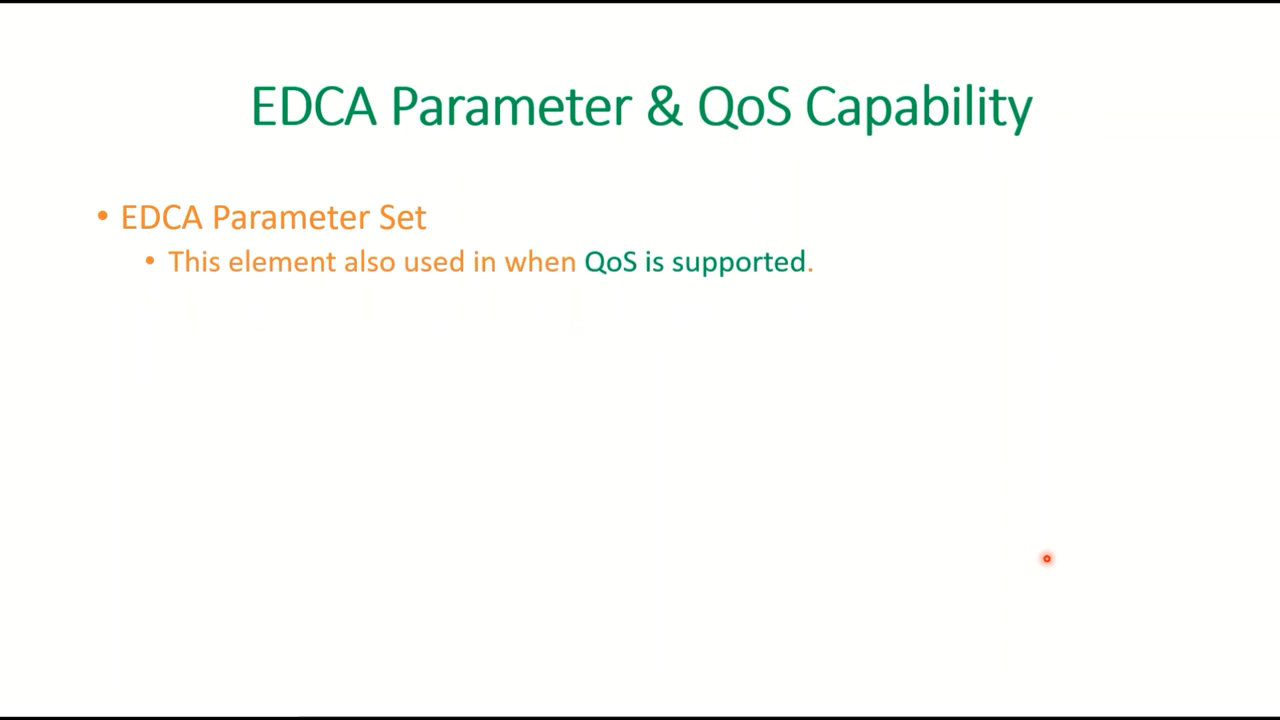 EDCA Parameter & QoS Capability
• EDCA Parameter Set
• This element also used in when QoS is supported.